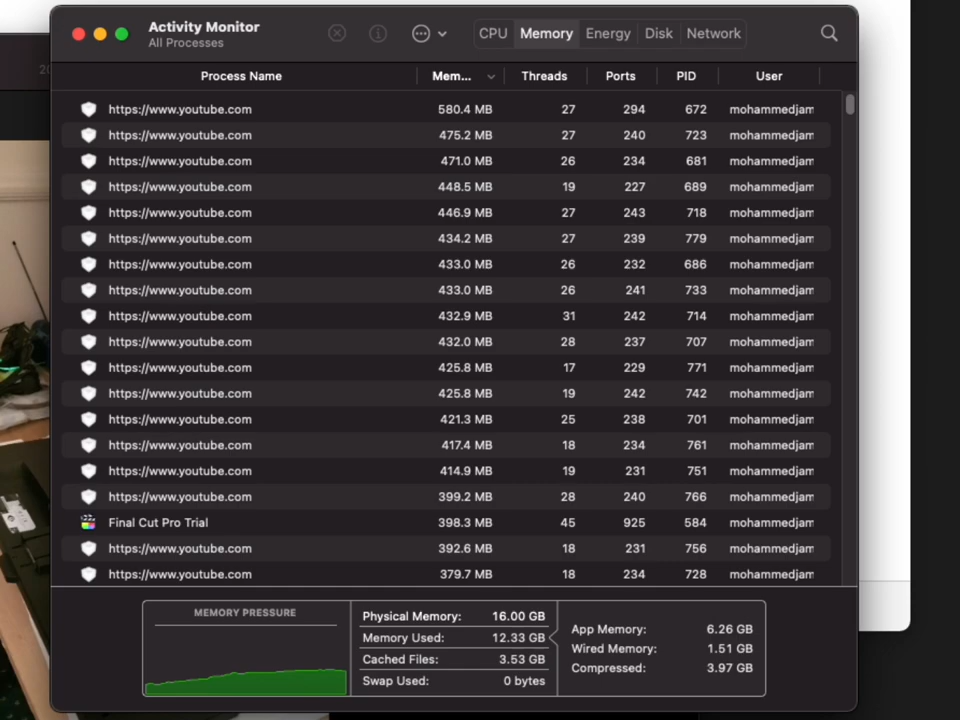 Activity Monitor
All Processes
CPU Memory Energy Disk Network
Process Name Mem... Threads Ports PID User
https://www.youtube.com 580.4 MB 27 294 672 mohammedjam
https://www.youtube.com 475.2 MB 27 240 723 mohammedjam
https://www.youtube.com 471.0 MB 26 234 681 mohammedjam
https://www.youtube.com 448.5 MB 19 227 689 mohammedjam
https://www.youtube.com 446.9 MB 27 243 718 mohammedjam
https://www.youtube.com 434.2 MB 27 239 779 mohammedjam
https://www.youtube.com 433.0 MB 26 232 686 mohammedjam
https://www.youtube.com 433.0 MB 26 241 733 mohammedjam
https://www.youtube.com 432.9 MB 31 242 714 mohammedjam
https://www.youtube.com 432.0 MB 28 237 707 mohammedjam
https://www.youtube.com 425.8 MB 17 229 771 mohammedjam
https://www.youtube.com 425.8 MB 19 242 742 mohammedjam
https://www.youtube.com 421.3 MB 25 238 701 mohammedjam
https://www.youtube.com 417.4 MB 18 234 761 mohammedjam
https://www.youtube.com 414.9 MB 19 231 751 mohammedjam
https://www.youtube.com 399.2 MB 28 240 766 mohammedjam
Final Cut Pro Trial 398.3 MB 45 925 584 mohammedjam
https://www.youtube.com 392.6 MB 18 231 756 mohammedjam
https://www.youtube.com 379.7 MB 18 234 728 mohammedjam
MEMORY PRESSURE
Physical Memory: 16.00 GB
Memory Used: 12.33 GB
Cached Files: 3.53 GB
Swap Used: 0 bytes
App Memory: 6.26 GB
Wired Memory: 1.51 GB
Compressed: 3.97 GB